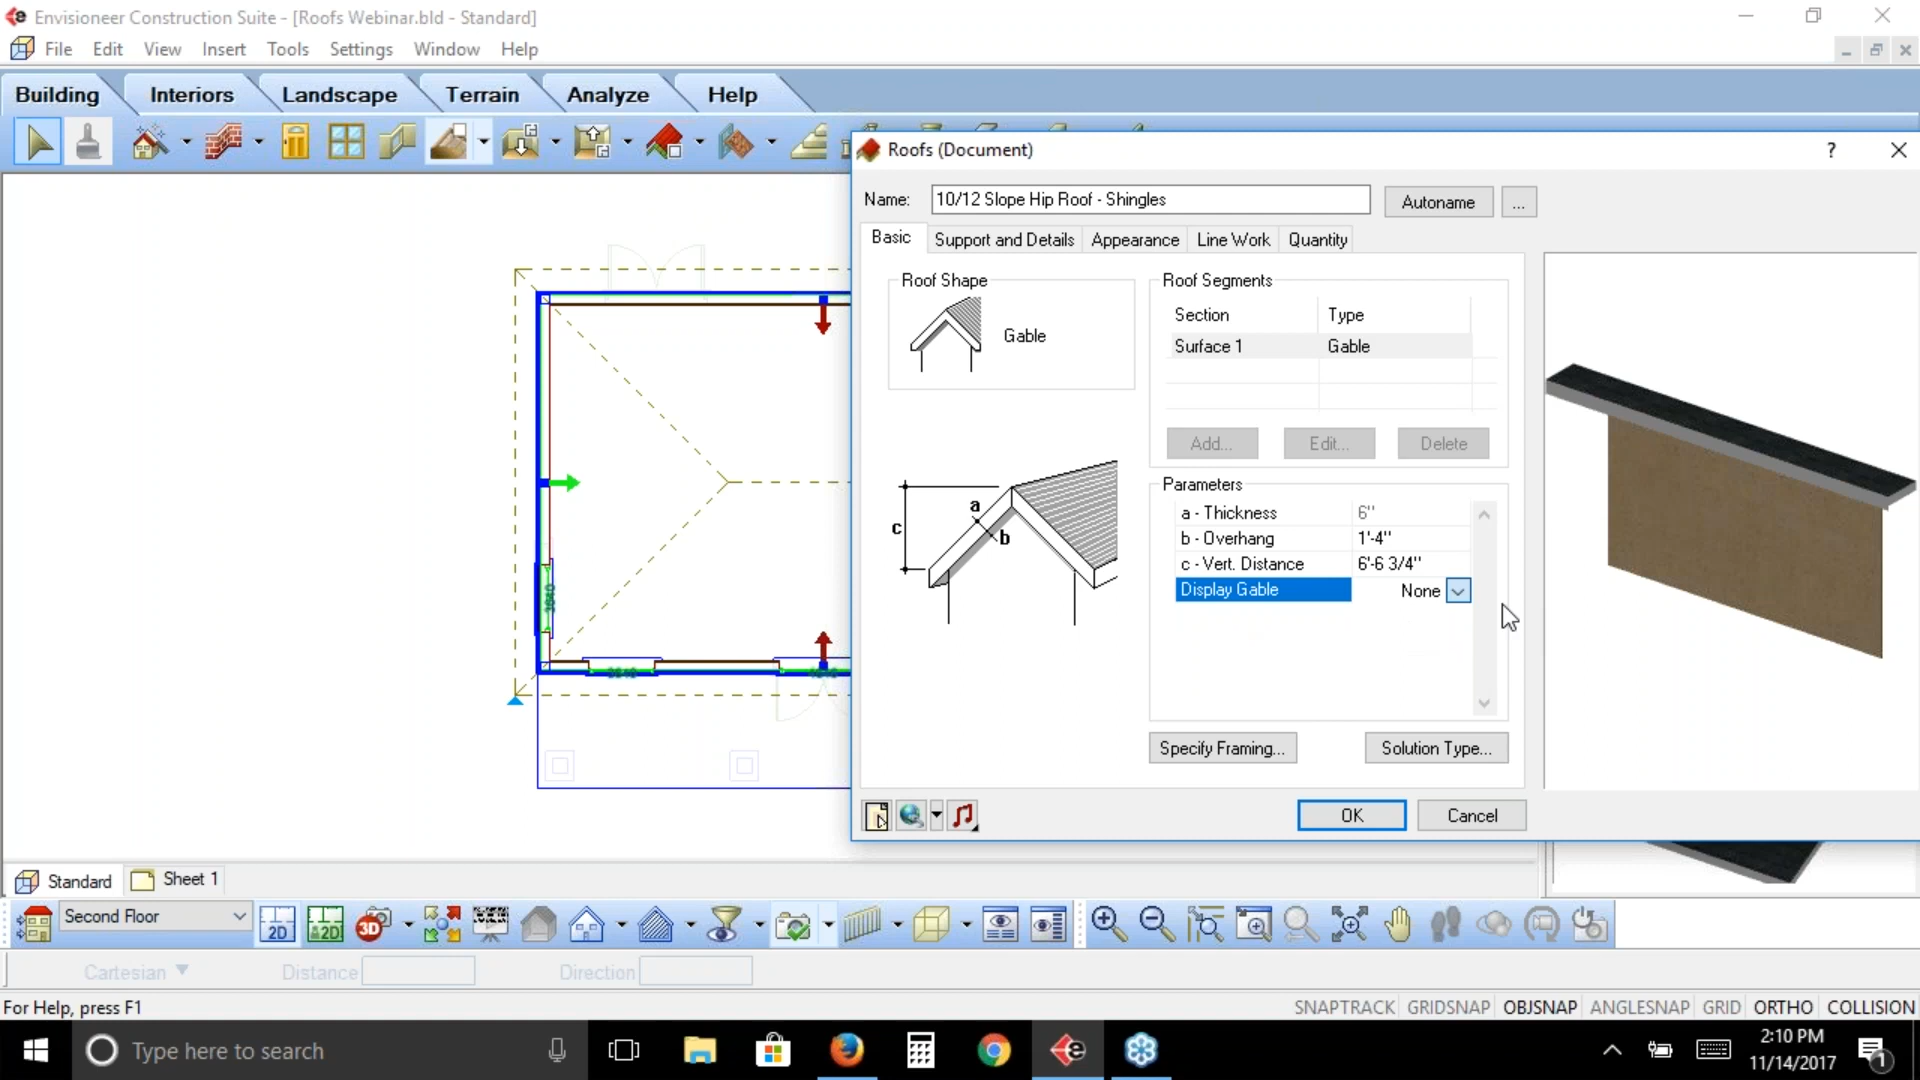 Envisioneer Construction Suite - [Roofs Webinar.bld - Standard]
File Edit View Insert Tools Settings Window Help
Building Interiors Landscape Terrain Analyze Help
Roofs (Document) ?
Name: 10/12 Slope Hip Roof - Shingles Autoname ...
Basic Support and Details Appearance Line Work Quantity
Roof Shape
Gable
Roof Segments
Section Type
Surface 1 Gable
Add... Edit... Delete
a
b
c
Parameters
a - Thickness 6"
b - Overhang 1'-4"
c - Vert. Distance 6'-6 3/4"
Display Gable None
Specify Framing... Solution Type...
OK Cancel
3640
Standard Sheet 1
Second Floor 2D 2D 3D
Cartesian Distance Direction
For Help, press F1
SNAPTRACK GRIDSNAP OBJSNAP ANGLESNAP GRID ORTHO COLLISION
Type here to search
2:10 PM
11/14/2017
1